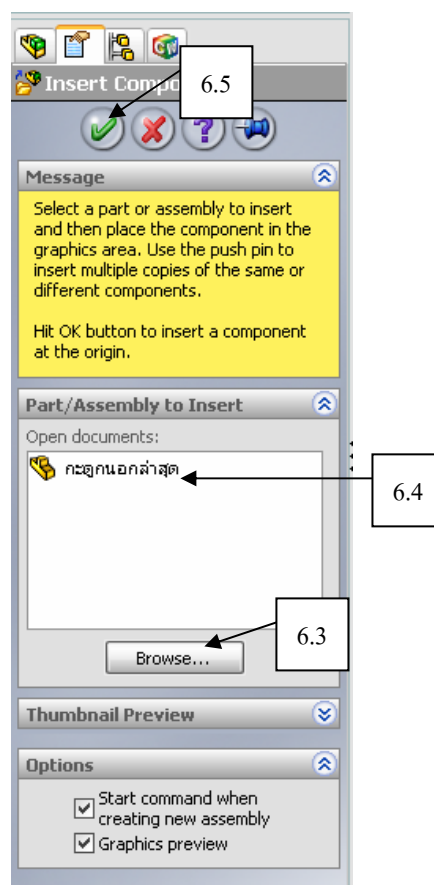 Insert Compo
6.5
?
Message
Select a part or assembly to insert
and then place the component in the
graphics area. Use the push pin to
insert multiple copies of the same or
different components.
Hit OK button to insert a component
at the origin.
Part/Assembly to Insert
Open documents:
กะตุกนอกล่าสุด
6.4
6.3
Browse...
Thumbnail Preview
Options
Start command when
creating new assembly
Graphics preview